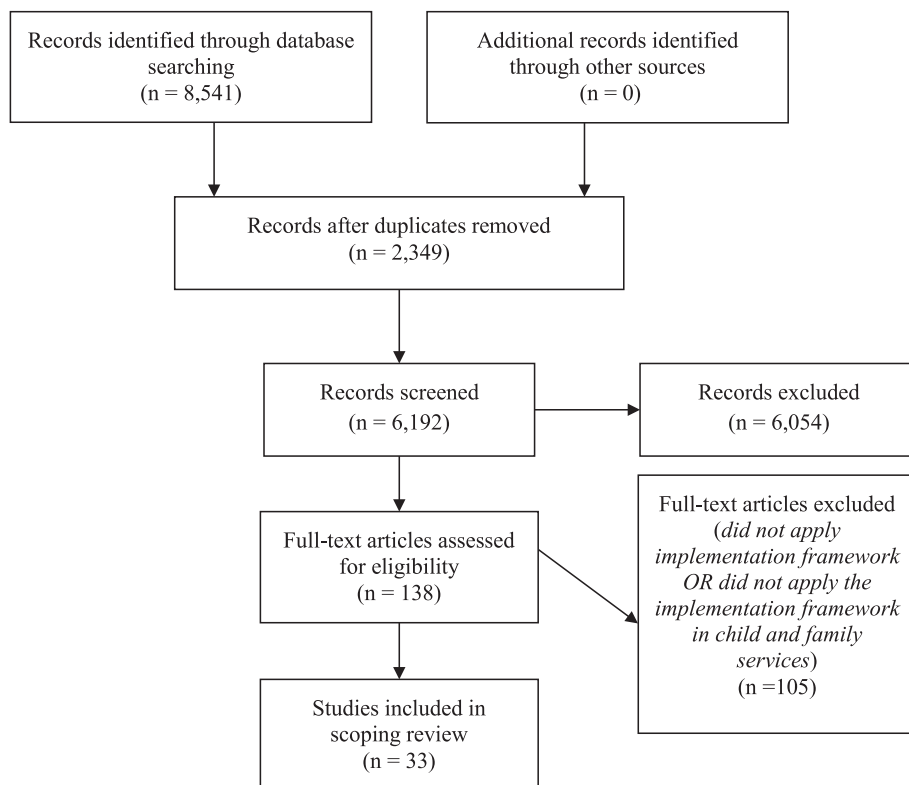 Records identified through database
searching
(n = 8,541)
Additional records identified
through other sources
(n = 0)
Records after duplicates removed
(n = 2,349)
Records screened
(n = 6,192)
Records excluded
(n = 6,054)
Full-text articles assessed
for eligibility
(n = 138)
Full-text articles excluded
(did not apply
implementation framework
OR did not apply the
implementation framework
in child and family
services)
(n =105)
Studies included in
scoping review
(n = 33)